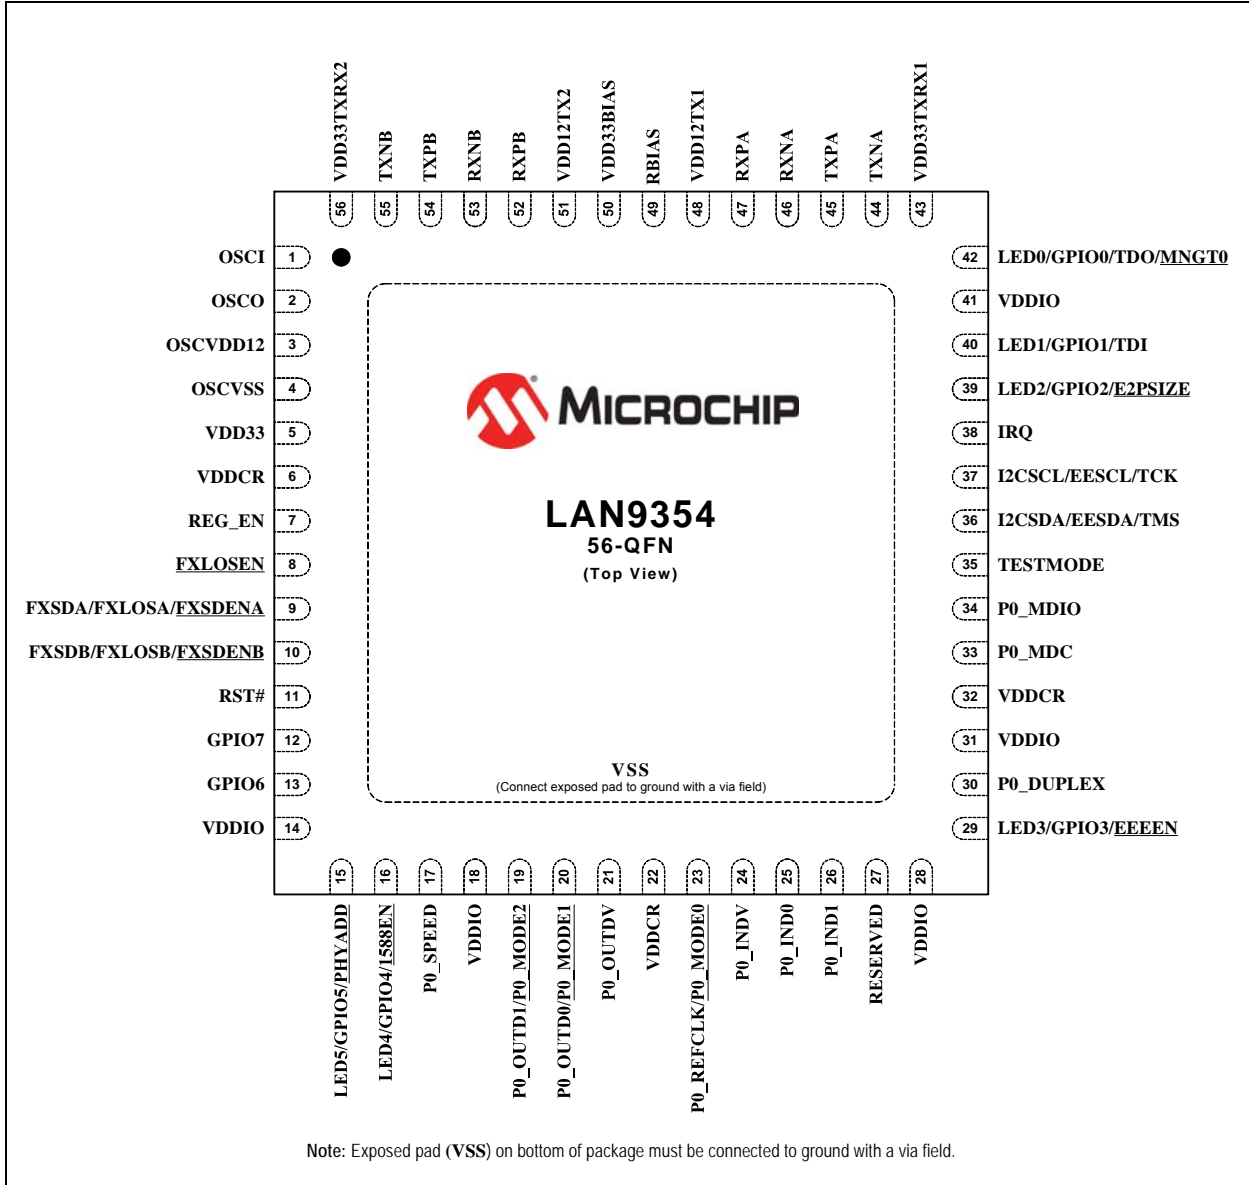 VDD33TXRX2
TXNB
TXPB
RXNB
RXPB
VDD12TX2
VDD33BIAS
RBIAS
VDD12TX1
RXPA
RXNA
TXPA
TXNA
VDD33TXRX1
56
55
54
53
52
51
50
49
48
47
46
45
44
43
OSCI 1
OSCO 2
OSCVDD12 3
OSCVSS 4
VDD33 5
VDDCR 6
REG_EN 7
FXLOSEN 8
FXSDA/FXLOSA/FXSDENA 9
FXSDB/FXLOSB/FXSDENB 10
RST# 11
GPIO7 12
GPIO6 13
VDDIO 14
MICROCHIP
LAN9354
56-QFN
(Top View)
VSS
(Connect exposed pad to ground with a via field)
42 LED0/GPIO0/TDO/MNGT0
41 VDDIO
40 LED1/GPIO1/TDI
39 LED2/GPIO2/E2PSIZE
38 IRQ
37 I2CSCL/EESCL/TCK
36 I2CSDA/EESDA/TMS
35 TESTMODE
34 P0_MDIO
33 P0_MDC
32 VDDCR
31 VDDIO
30 P0_DUPLEX
29 LED3/GPIO3/EEEEN
15
16
17
18
19
20
21
22
23
24
25
26
27
28
LED5/GPIO5/PHYADD
LED4/GPIO4/1588EN
P0_SPEED
VDDIO
P0_OUTD1/P0_MODE2
P0_OUTD0/P0_MODE1
P0_OUTDV
VDDCR
P0_REFCLK/P0_MODE0
P0_INDV
P0_IND0
P0_IND1
RESERVED
VDDIO
Note: Exposed pad (VSS) on bottom of package must be connected to ground with a via field.